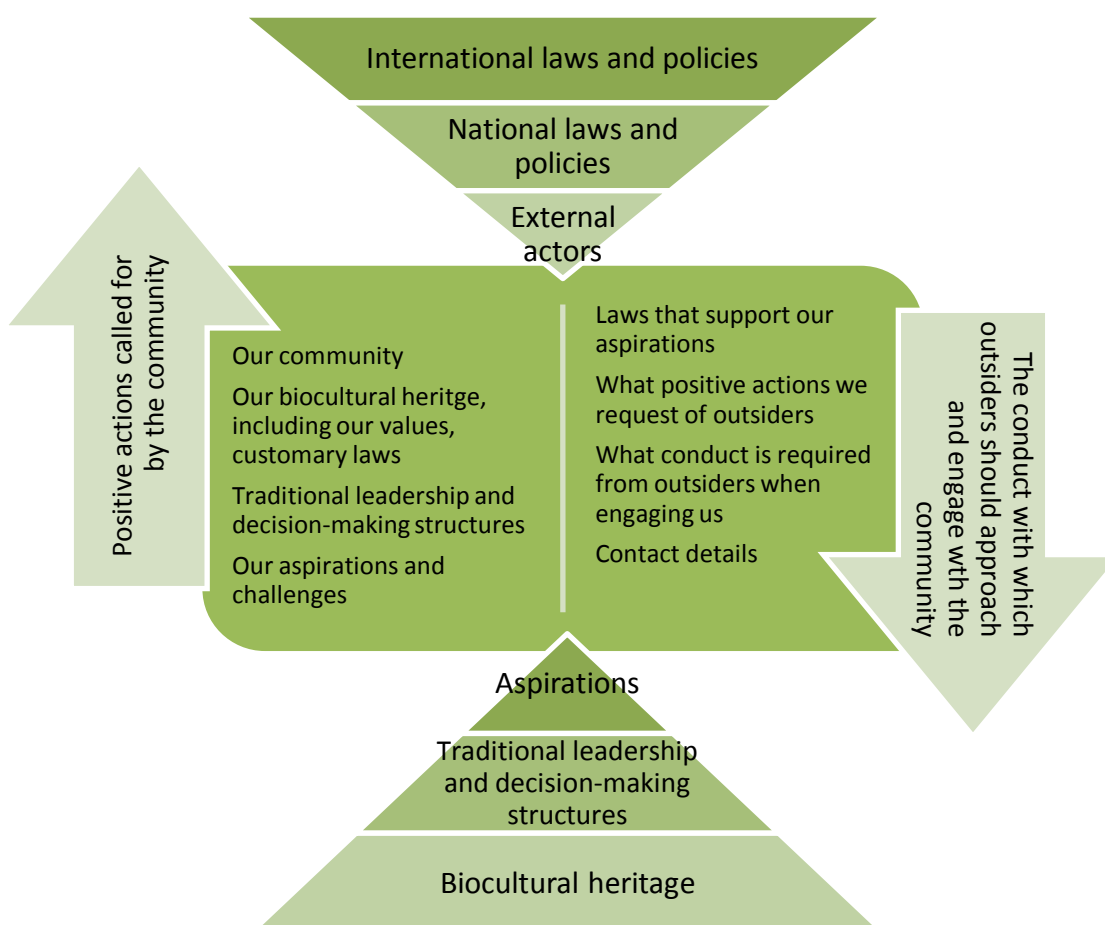 International laws and policies
National laws and
policies
External
actors
Positive actions called for
by the community
Our community
Our biocultural heritge,
including our values,
customary laws
Traditional leadership and
decision-making structures
Our aspirations and
challenges
Laws that support our
aspirations
What positive actions we
request of outsiders
What conduct is required
from outsiders when
engaging us
Contact details
The conduct with which
outsiders should approach
and engage wth the
community
Aspirations
Traditional leadership
and decision-making
structures
Biocultural heritage